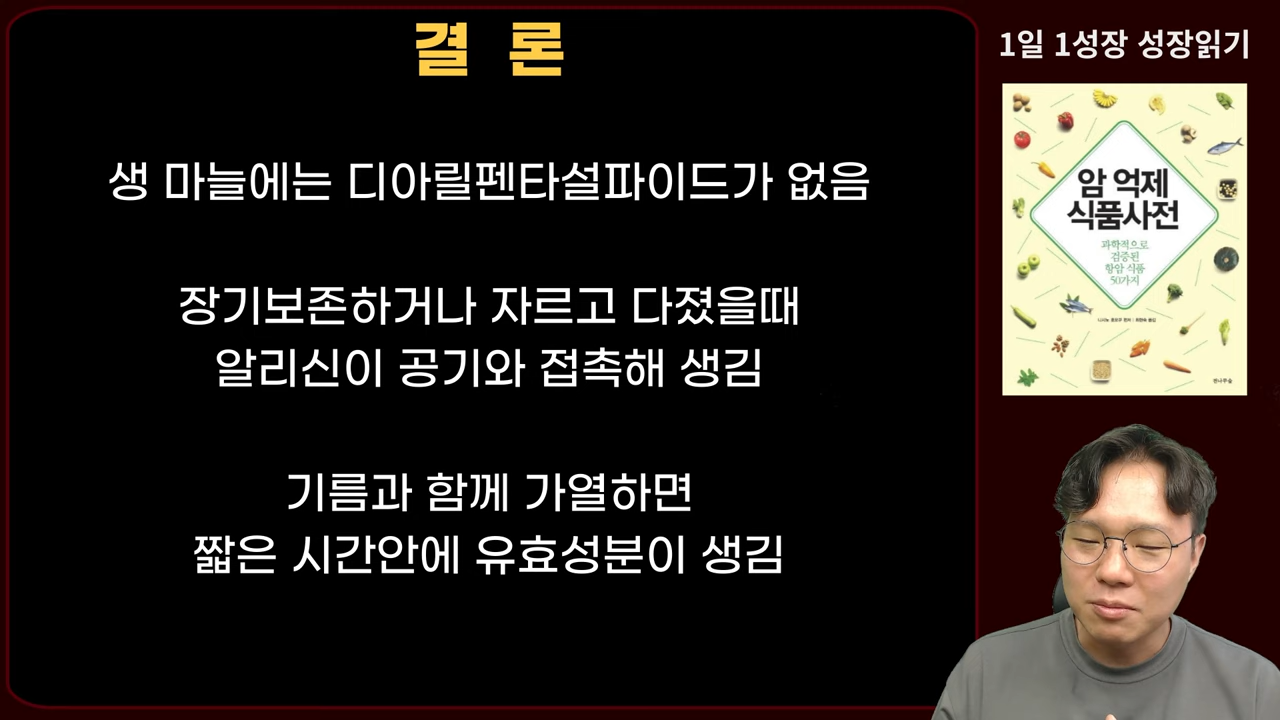 결 론
생 마늘에는 디아릴펜타설파이드가 없음
장기보존하거나 자르고 다졌을때
알리신이 공기와 접촉해 생김
기름과 함께 가열하면
짧은 시간안에 유효성분이 생김
1일 1성장 성장읽기
암 억제
식품사전
과학적으로
검증된
항암 식품
50가지
전나무숲